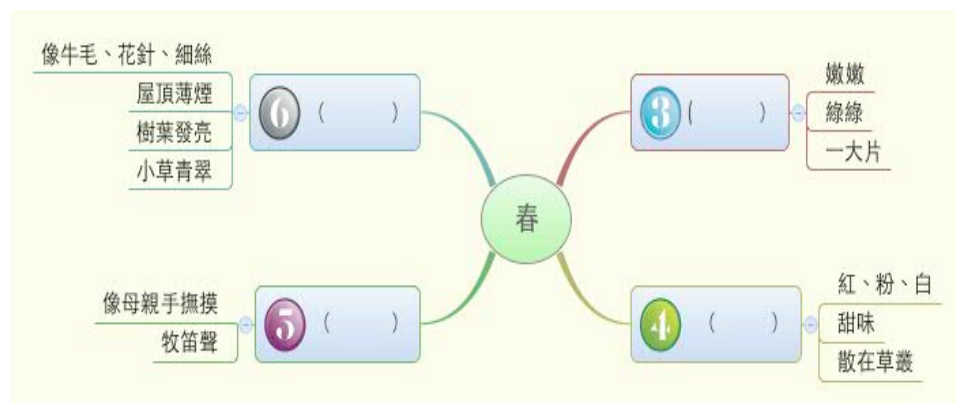 春
3 (　　)
嫩嫩
綠綠
一大片
4 (　　)
紅、粉、白
甜味
散在草叢
5 (　　)
像母親手撫摸
牧笛聲
6 (　　)
像牛毛、花針、細絲
屋頂薄煙
樹葉發亮
小草青翠